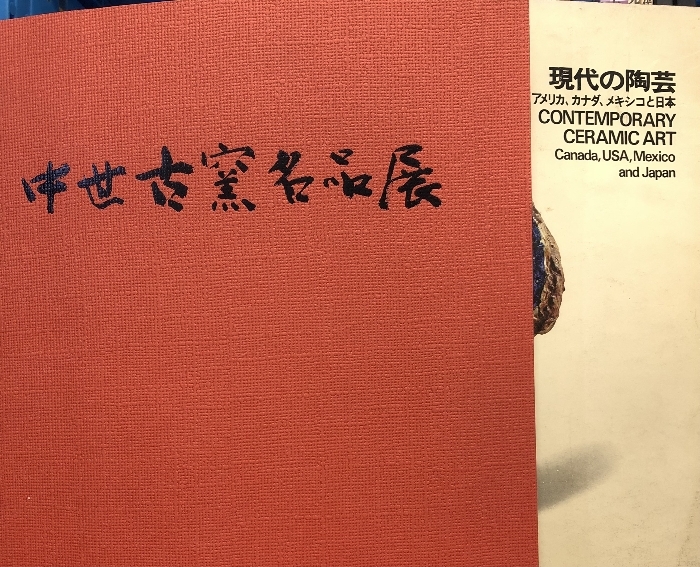 中世古窯名品展
現代の陶芸
アメリカ、カナダ、メキシコと日本
CONTEMPORARY
CERAMIC ART
Canada, USA, Mexico
and Japan